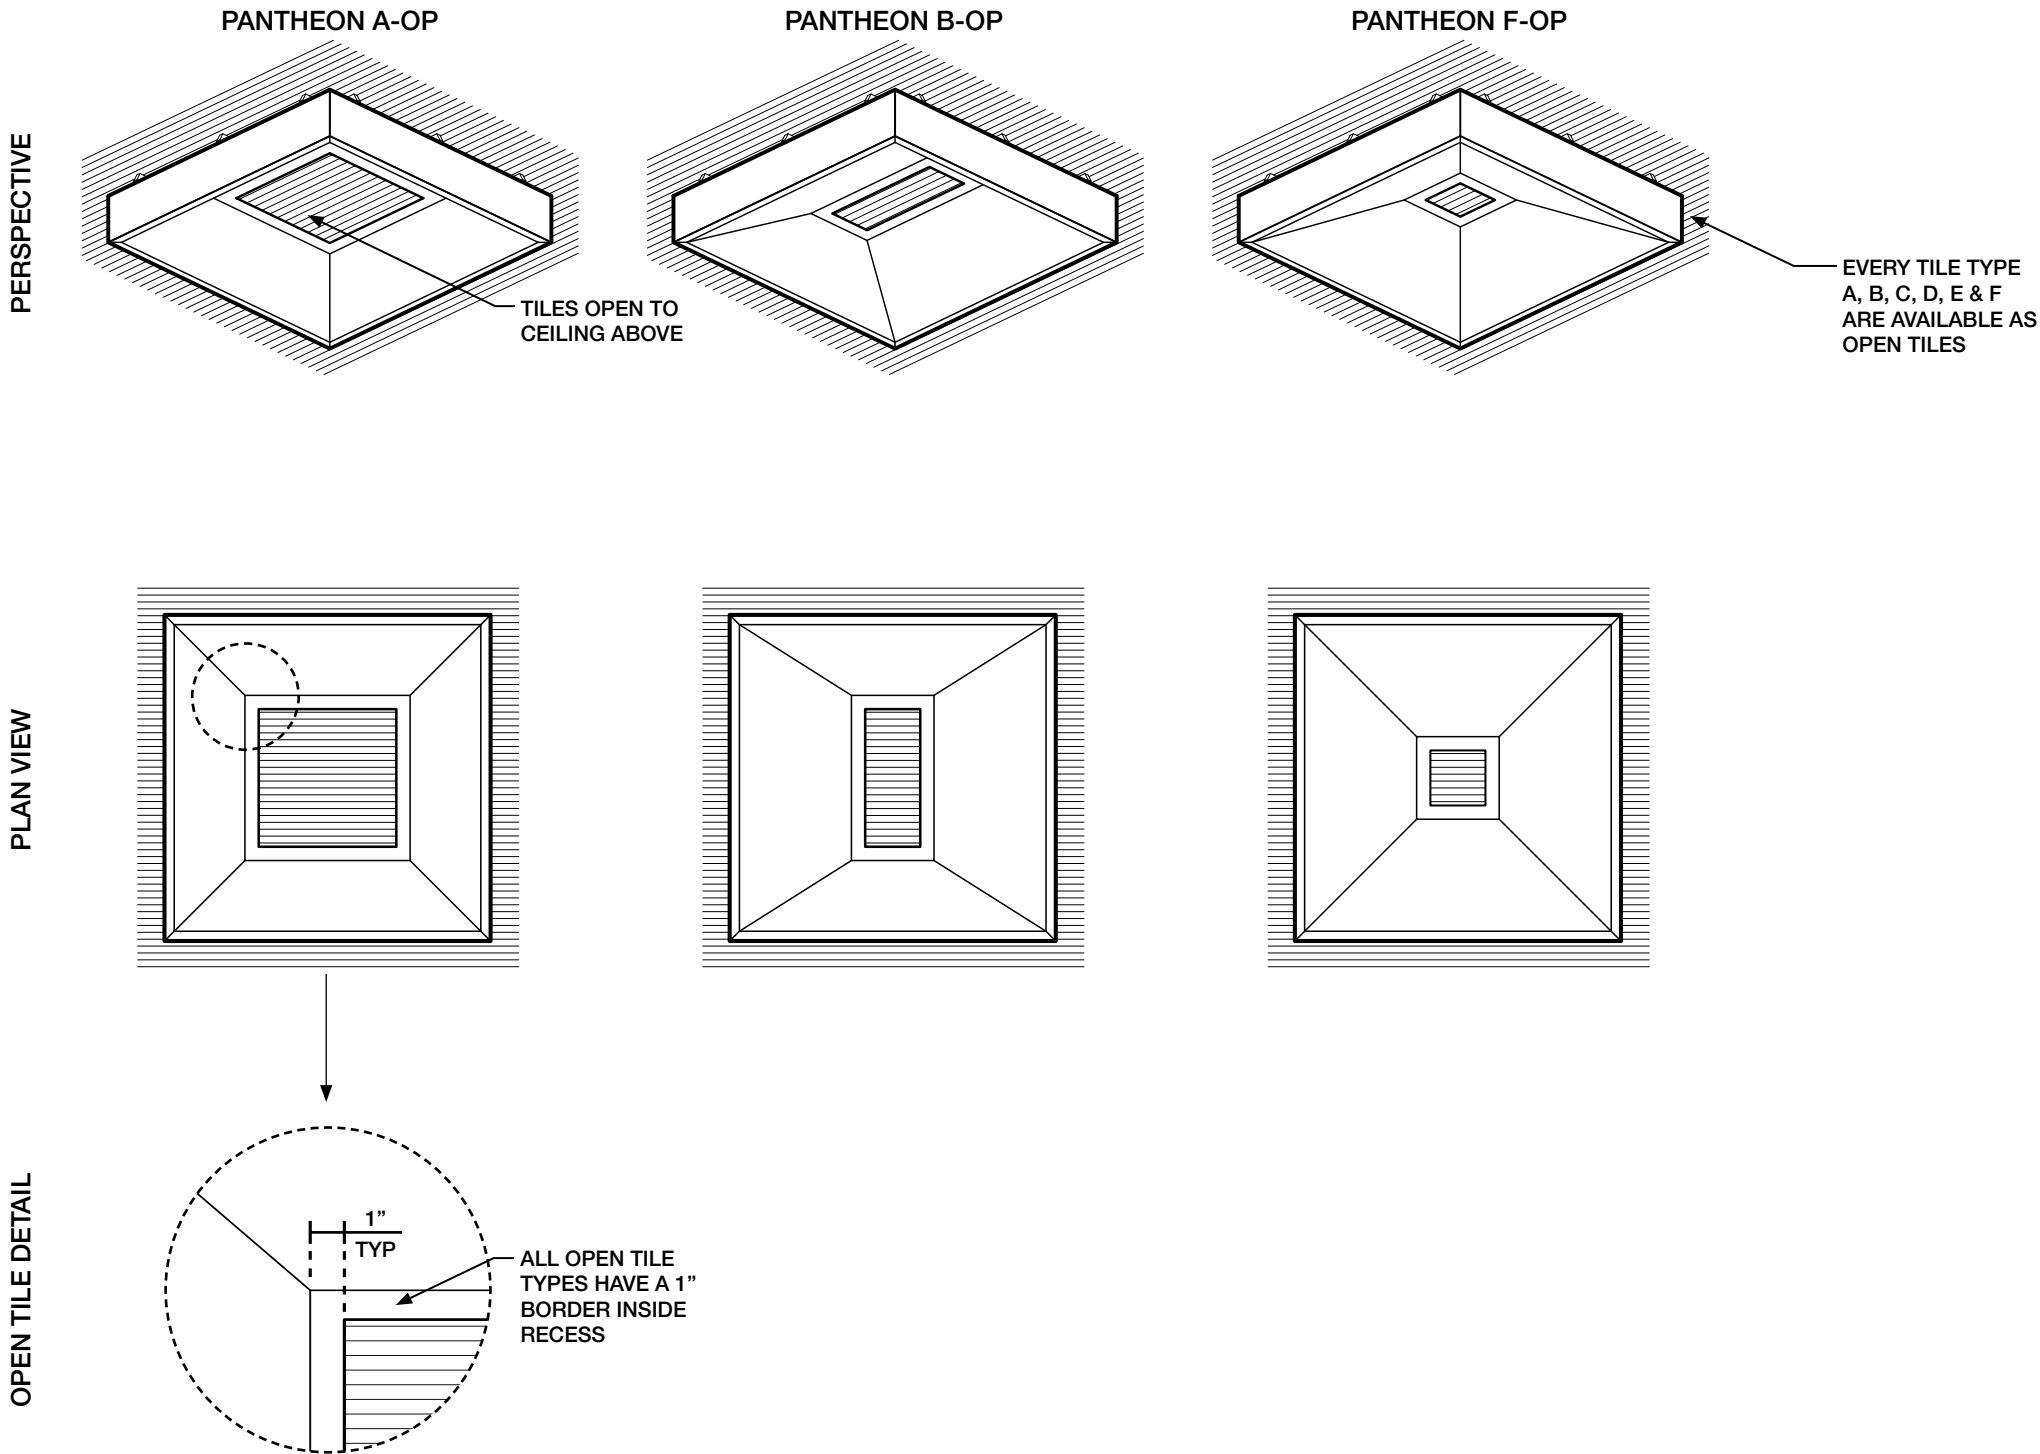 PANTHEON A-OP
PANTHEON B-OP
PANTHEON F-OP
PERSPECTIVE
TILES OPEN TO
CEILING ABOVE
EVERY TILE TYPE
A, B, C, D, E & F
ARE AVAILABLE AS
OPEN TILES
PLAN VIEW
OPEN TILE DETAIL
1”
TYP
ALL OPEN TILE
TYPES HAVE A 1”
BORDER INSIDE
RECESS